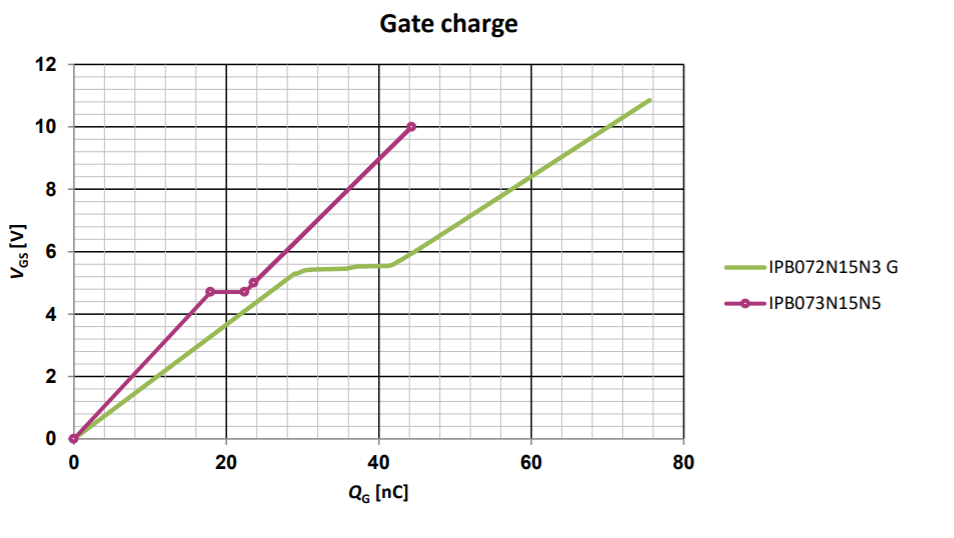 Gate charge
12
10
8
6
4
2
0
V_GS [V]
0 20 40 60 80
Q_G [nC]
IPB072N15N3 G
IPB073N15N5